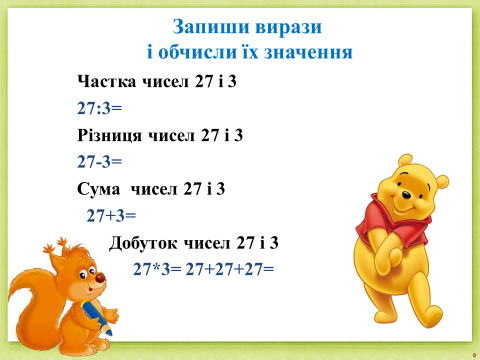 Запиши вирази
і обчисли їх значення
Частка чисел 27 і 3
27:3=
Різниця чисел 27 і 3
27-3=
Сума чисел 27 і 3
27+3=
Добуток чисел 27 і 3
27*3= 27+27+27=